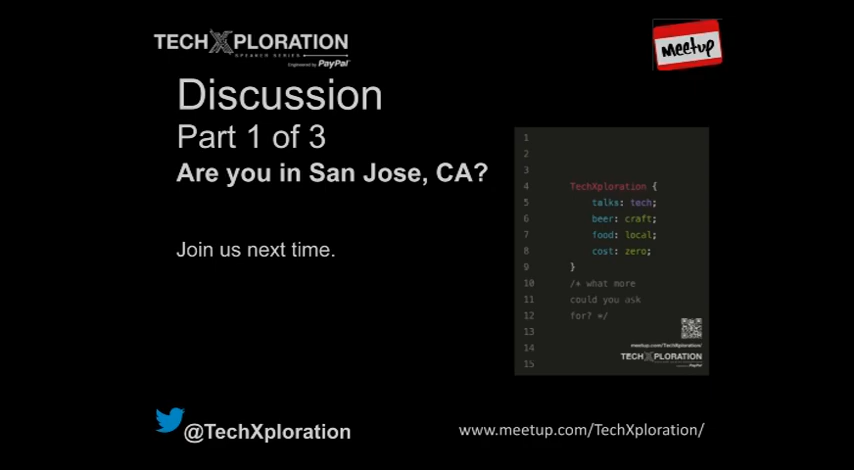 TECHXPLORATION
SPEAKER SERIES
Engineered by PayPal
Meetup
Discussion
Part 1 of 3
Are you in San Jose, CA?
Join us next time.
1
2
3
4 TechXploration {
5 talks: tech;
6 beer: craft;
7 food: local;
8 cost: zero;
9 }
10 /* what more
11 could you ask
12 for? */
13
14
15
meetup.com/TechXploration/
TECHXPLORATION
PayPal
@TechXploration
www.meetup.com/TechXploration/